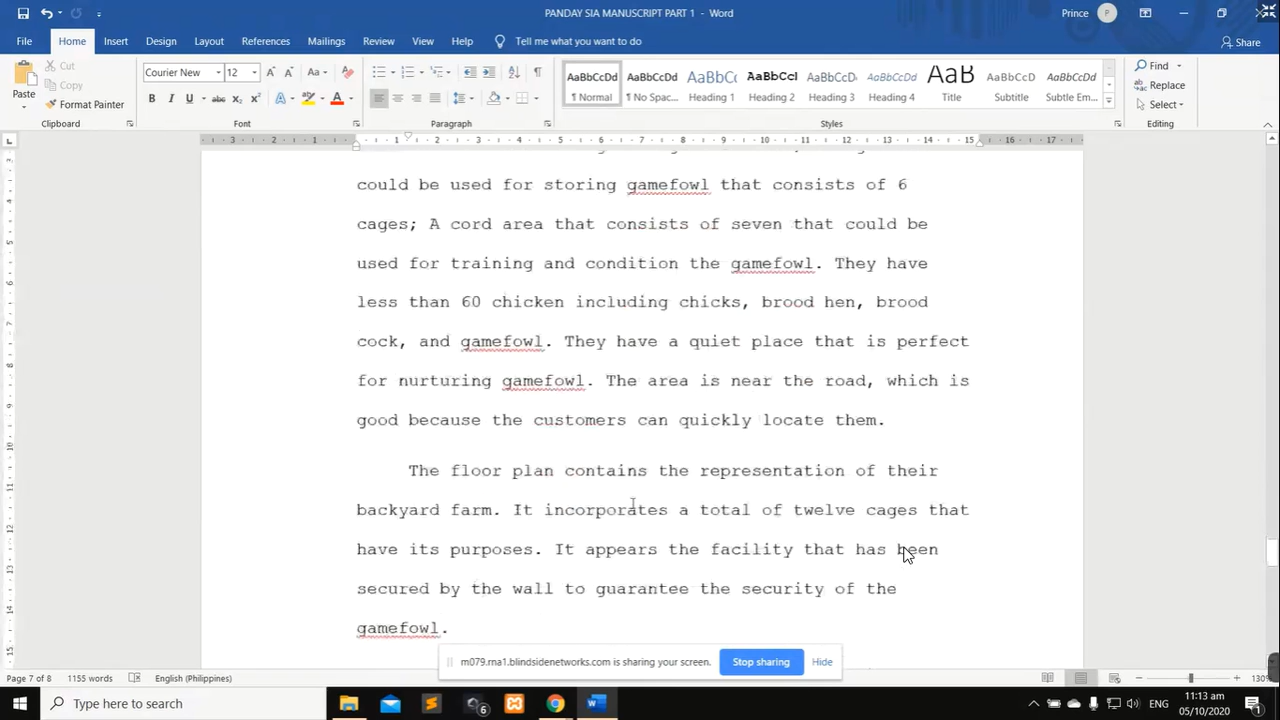 PANDAY SIA MANUSCRIPT PART 1 - Word
Prince P
File Home Insert Design Layout References Mailings Review View Help Tell me what you want to do Share
Paste
Cut
Copy
Format Painter
Clipboard
Courier New 12
Font
Paragraph
AaBbCcDd ¶ Normal
AaBbCcDd ¶ No Spac...
AaBbCc Heading 1
AaBbCcI Heading 2
AaBbCcD Heading 3
AaBbCcDd Heading 4
AaB Title
AaBbCcD Subtitle
AaBbCcDd Subtle Em...
Styles
Find
Replace
Select
Editing
could be used for storing gamefowl that consists of 6
cages; A cord area that consists of seven that could be
used for training and condition the gamefowl. They have
less than 60 chicken including chicks, brood hen, brood
cock, and gamefowl. They have a quiet place that is perfect
for nurturing gamefowl. The area is near the road, which is
good because the customers can quickly locate them.
The floor plan contains the representation of their
backyard farm. It incorporates a total of twelve cages that
have its purposes. It appears the facility that has been
secured by the wall to guarantee the security of the
gamefowl.
m079.rna1.blindsidenetworks.com is sharing your screen. Stop sharing Hide
Page 7 of 8 1155 words English (Philippines) 130%
Type here to search
ENG
11:13 am
05/10/2020